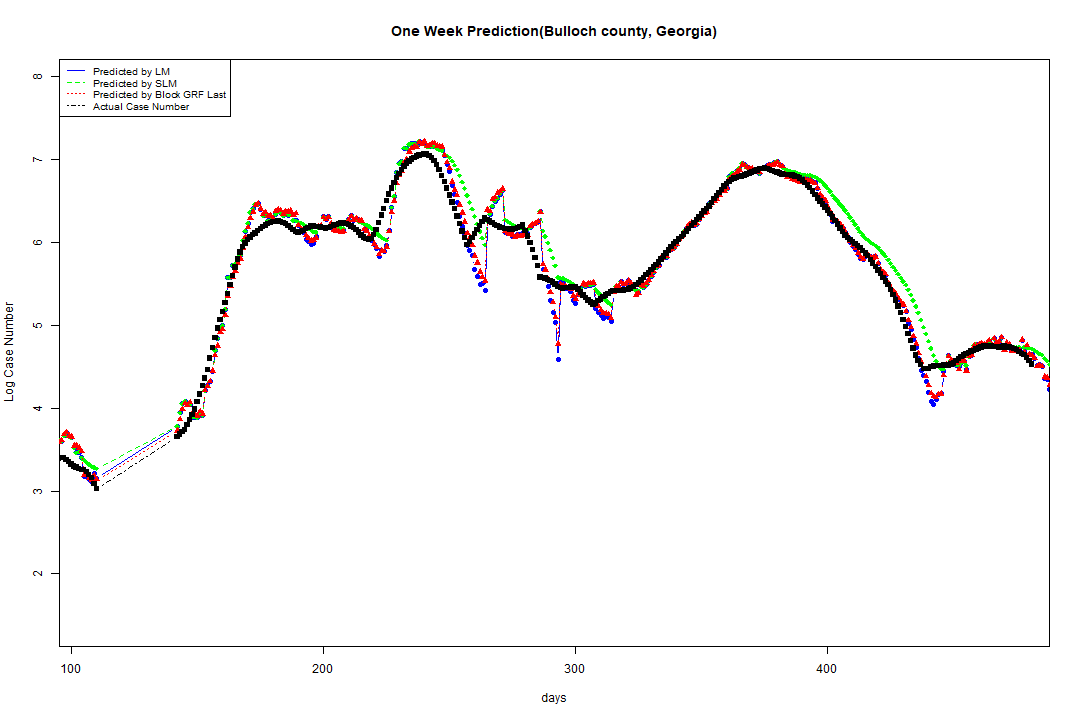 One Week Prediction(Bulloch county, Georgia)
Predicted by LM
Predicted by SLM
Predicted by Block GRF Last
Actual Case Number
8
7
6
5
4
3
2
Log Case Number
100 200 300 400
days